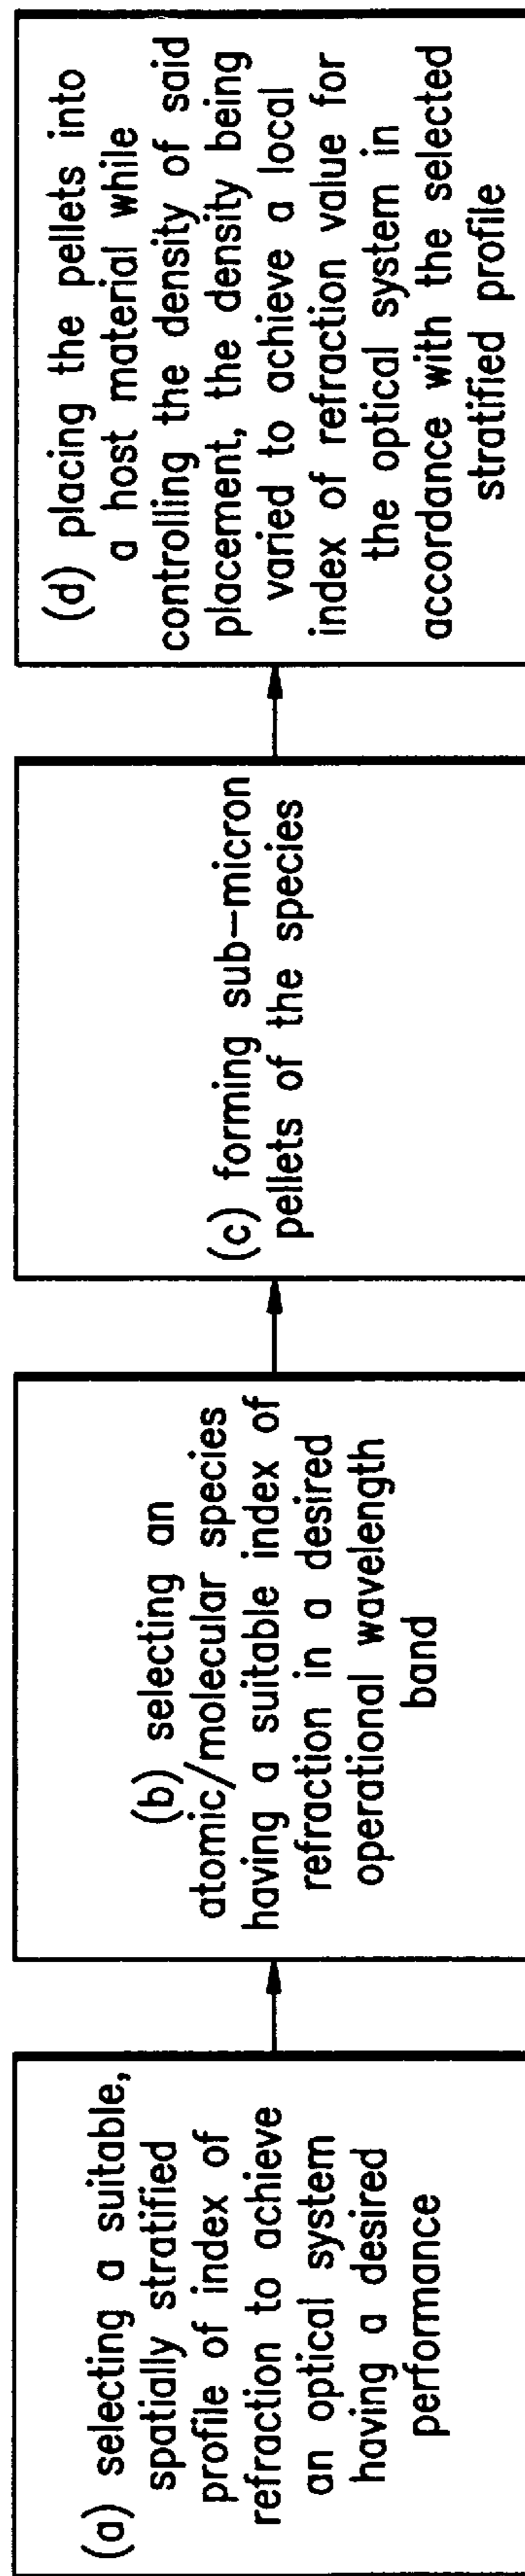 (a) selecting a suitable,
spatially stratified
profile of index of
refraction to achieve
an optical system
having a desired
performance
(b) selecting an
atomic/molecular species
having a suitable index of
refraction in a desired
operational wavelength
band
(c) forming sub-micron
pellets of the species
(d) placing the pellets into
a host material while
controlling the density of said
placement, the density being
varied to achieve a local
index of refraction value for
the optical system in
accordance with the selected
stratified profile